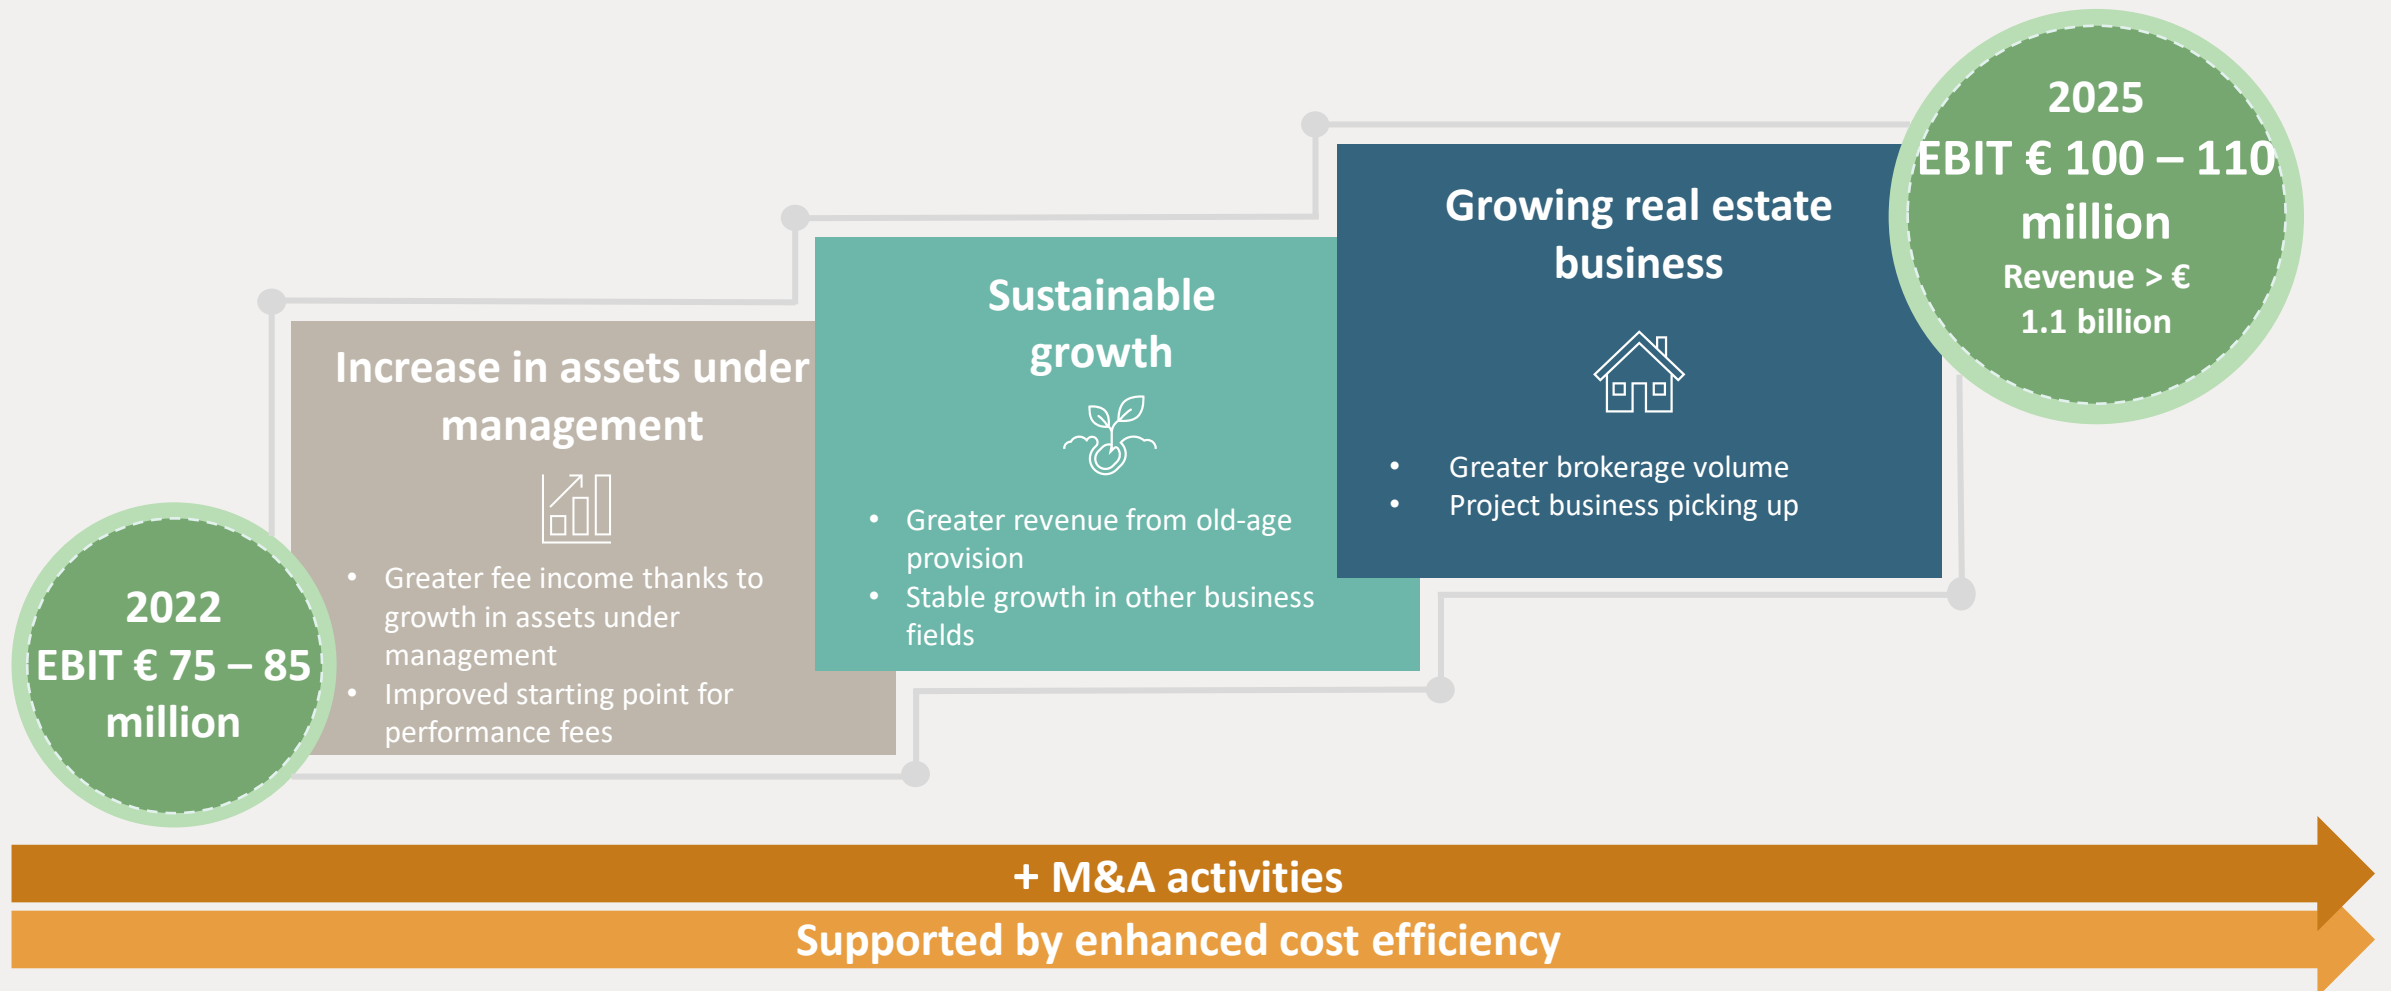 2022
EBIT € 75 – 85
million
Increase in assets under
management
• Greater fee income thanks to
growth in assets under
management
• Improved starting point for
performance fees
Sustainable
growth
• Greater revenue from old-age
provision
• Stable growth in other business
fields
Growing real estate
business
• Greater brokerage volume
• Project business picking up
2025
EBIT € 100 – 110
million
Revenue > €
1.1 billion
+ M&A activities
Supported by enhanced cost efficiency